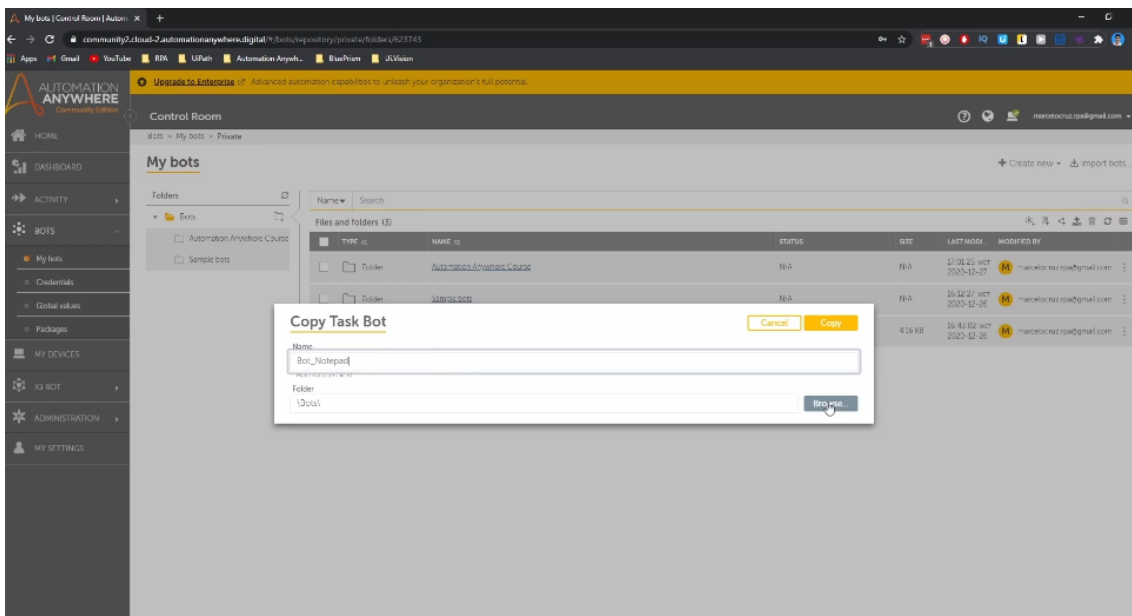 My bots | Control Room | Autom
community2.cloud-2.automationanywhere.digital/#/bots/repository/private/folders/623743
Apps Gmail YouTube RPA UiPath Automation Anywh... BluePrism UiVision
AUTOMATION ANYWHERE
Community Edition
Upgrade to Enterprise Advanced automation capabilities to unleash your organization's full potential.
Control Room
marcelocruz.rpa@gmail.com
Bots > My bots > Private
HOME
DASHBOARD
ACTIVITY
BOTS
My bots
Credentials
Global values
Packages
MY DEVICES
IQ BOT
ADMINISTRATION
MY SETTINGS
My bots
Create new Import bots...
Folders
Bots
Automation Anywhere Course
Sample bots
Name Search
Files and folders (3)
TYPE NAME STATUS SIZE LAST MODI... MODIFIED BY
Folder Automation Anywhere Course N/A N/A 17:01:25 WET 2020-12-27 marcelocruz.rpa@gmail.com
Folder Sample bots N/A N/A 16:12:27 WET 2020-12-26 marcelocruz.rpa@gmail.com
4.16 KB 16:43:02 WET 2020-12-26 marcelocruz.rpa@gmail.com
Copy Task Bot
Cancel Copy
Name
Bot_Notepad
Folder
\Bots\
Browse...